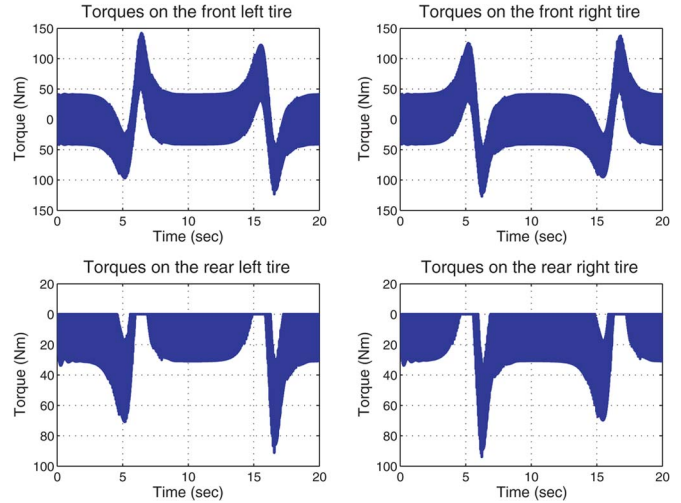 Torques on the front left tire
150
100
50
0
50
100
150
Torque (Nm)
0 5 10 15 20
Time (sec)
Torques on the front right tire
150
100
50
0
50
100
150
Torque (Nm)
0 5 10 15 20
Time (sec)
Torques on the rear left tire
20
0
20
40
60
80
100
Torque (Nm)
0 5 10 15 20
Time (sec)
Torques on the rear right tire
20
0
20
40
60
80
100
Torque (Nm)
0 5 10 15 20
Time (sec)